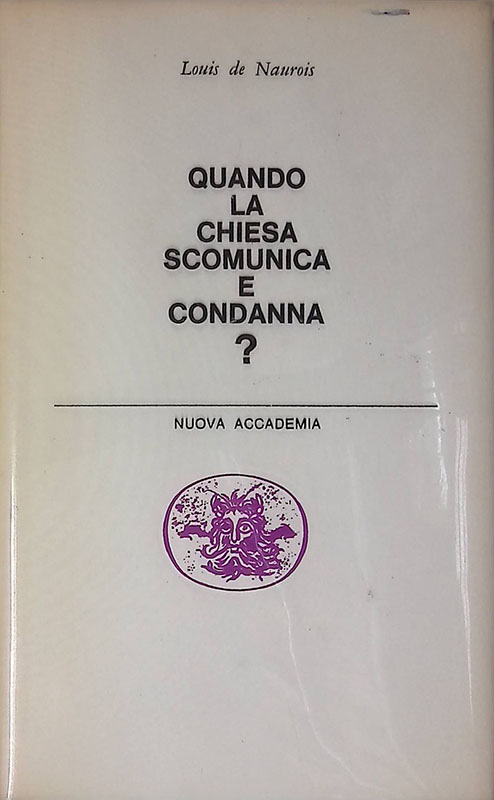 Louis de Naurois
QUANDO
LA
CHIESA
SCOMUNICA
E
CONDANNA
?
NUOVA ACCADEMIA